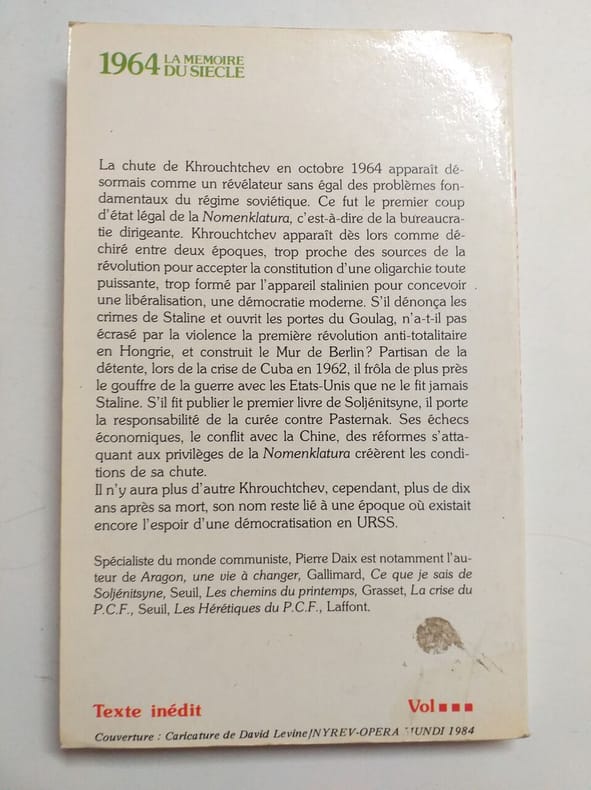 1964 LA MEMOIRE
DU SIECLE
La chute de Khrouchtchev en octobre 1964 apparaît dé-
sormais comme un révélateur sans égal des problèmes fon-
damentaux du régime soviétique. Ce fut le premier coup
d'état légal de la Nomenklatura, c'est-à-dire de la bureaucra-
tie dirigeante. Khrouchtchev apparaît dès lors comme dé-
chiré entre deux époques, trop proche des sources de la
révolution pour accepter la constitution d'une oligarchie toute
puissante, trop formé par l'appareil stalinien pour concevoir
une libéralisation, une démocratie moderne. S'il dénonça les
crimes de Staline et ouvrit les portes du Goulag, n'a-t-il pas
écrasé par la violence la première révolution anti-totalitaire
en Hongrie, et construit le Mur de Berlin? Partisan de la
détente, lors de la crise de Cuba en 1962, il frôla de plus près
le gouffre de la guerre avec les Etats-Unis que ne le fit jamais
Staline. S'il fit publier le premier livre de Soljénitsyne, il porte
la responsabilité de la curée contre Pasternak. Ses échecs
économiques, le conflit avec la Chine, des réformes s'atta-
quant aux privilèges de la Nomenklatura créèrent les condi-
tions de sa chute.
Il n'y aura plus d'autre Khrouchtchev, cependant, plus de dix
ans après sa mort, son nom reste lié à une époque où existait
encore l'espoir d'une démocratisation en URSS.
Spécialiste du monde communiste, Pierre Daix est notamment l'au-
teur de Aragon, une vie à changer, Gallimard, Ce que je sais de
Soljénitsyne, Seuil, Les chemins du printemps, Grasset, La crise du
P.C.F., Seuil, Les Hérétiques du P.C.F., Laffont.
Texte inédit Vol
Couverture : Caricature de David Levine/NYREV-OPERA MUNDI 1984